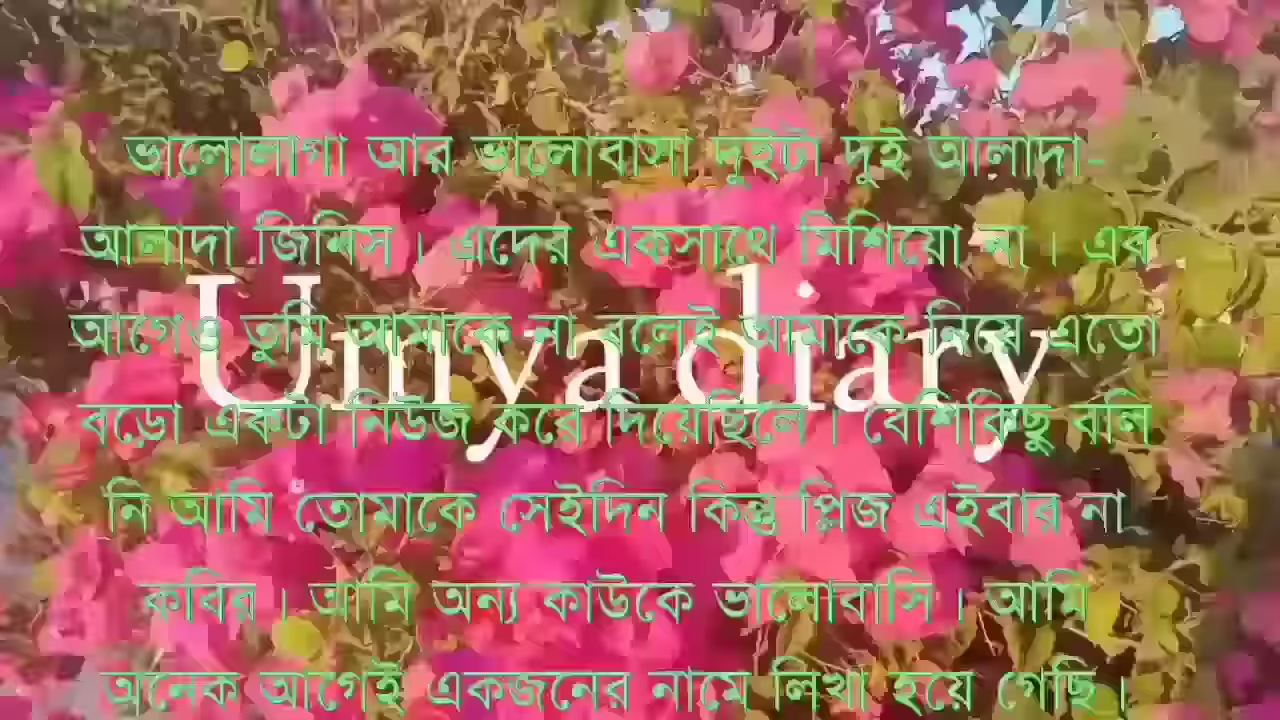 ভালোলাগা আর ভালোবাসা দুইটা দুই আলাদা-
আলাদা জিনিস। এদের একসাথে মিশিয়ো না। এর
আগেও তুমি আমাকে না বলেই আমাকে নিয়ে এতো
Umya diary
বড়ো একটা নিউজ করে দিয়েছিলে। বেশিকিছু বলি
নি আমি তোমাকে সেইদিন কিন্তু প্লিজ এইবার না
কবির। আমি অন্য কাউকে ভালোবাসি। আমি
অনেক আগেই একজনের নামে লিখা হয়ে গেছি।